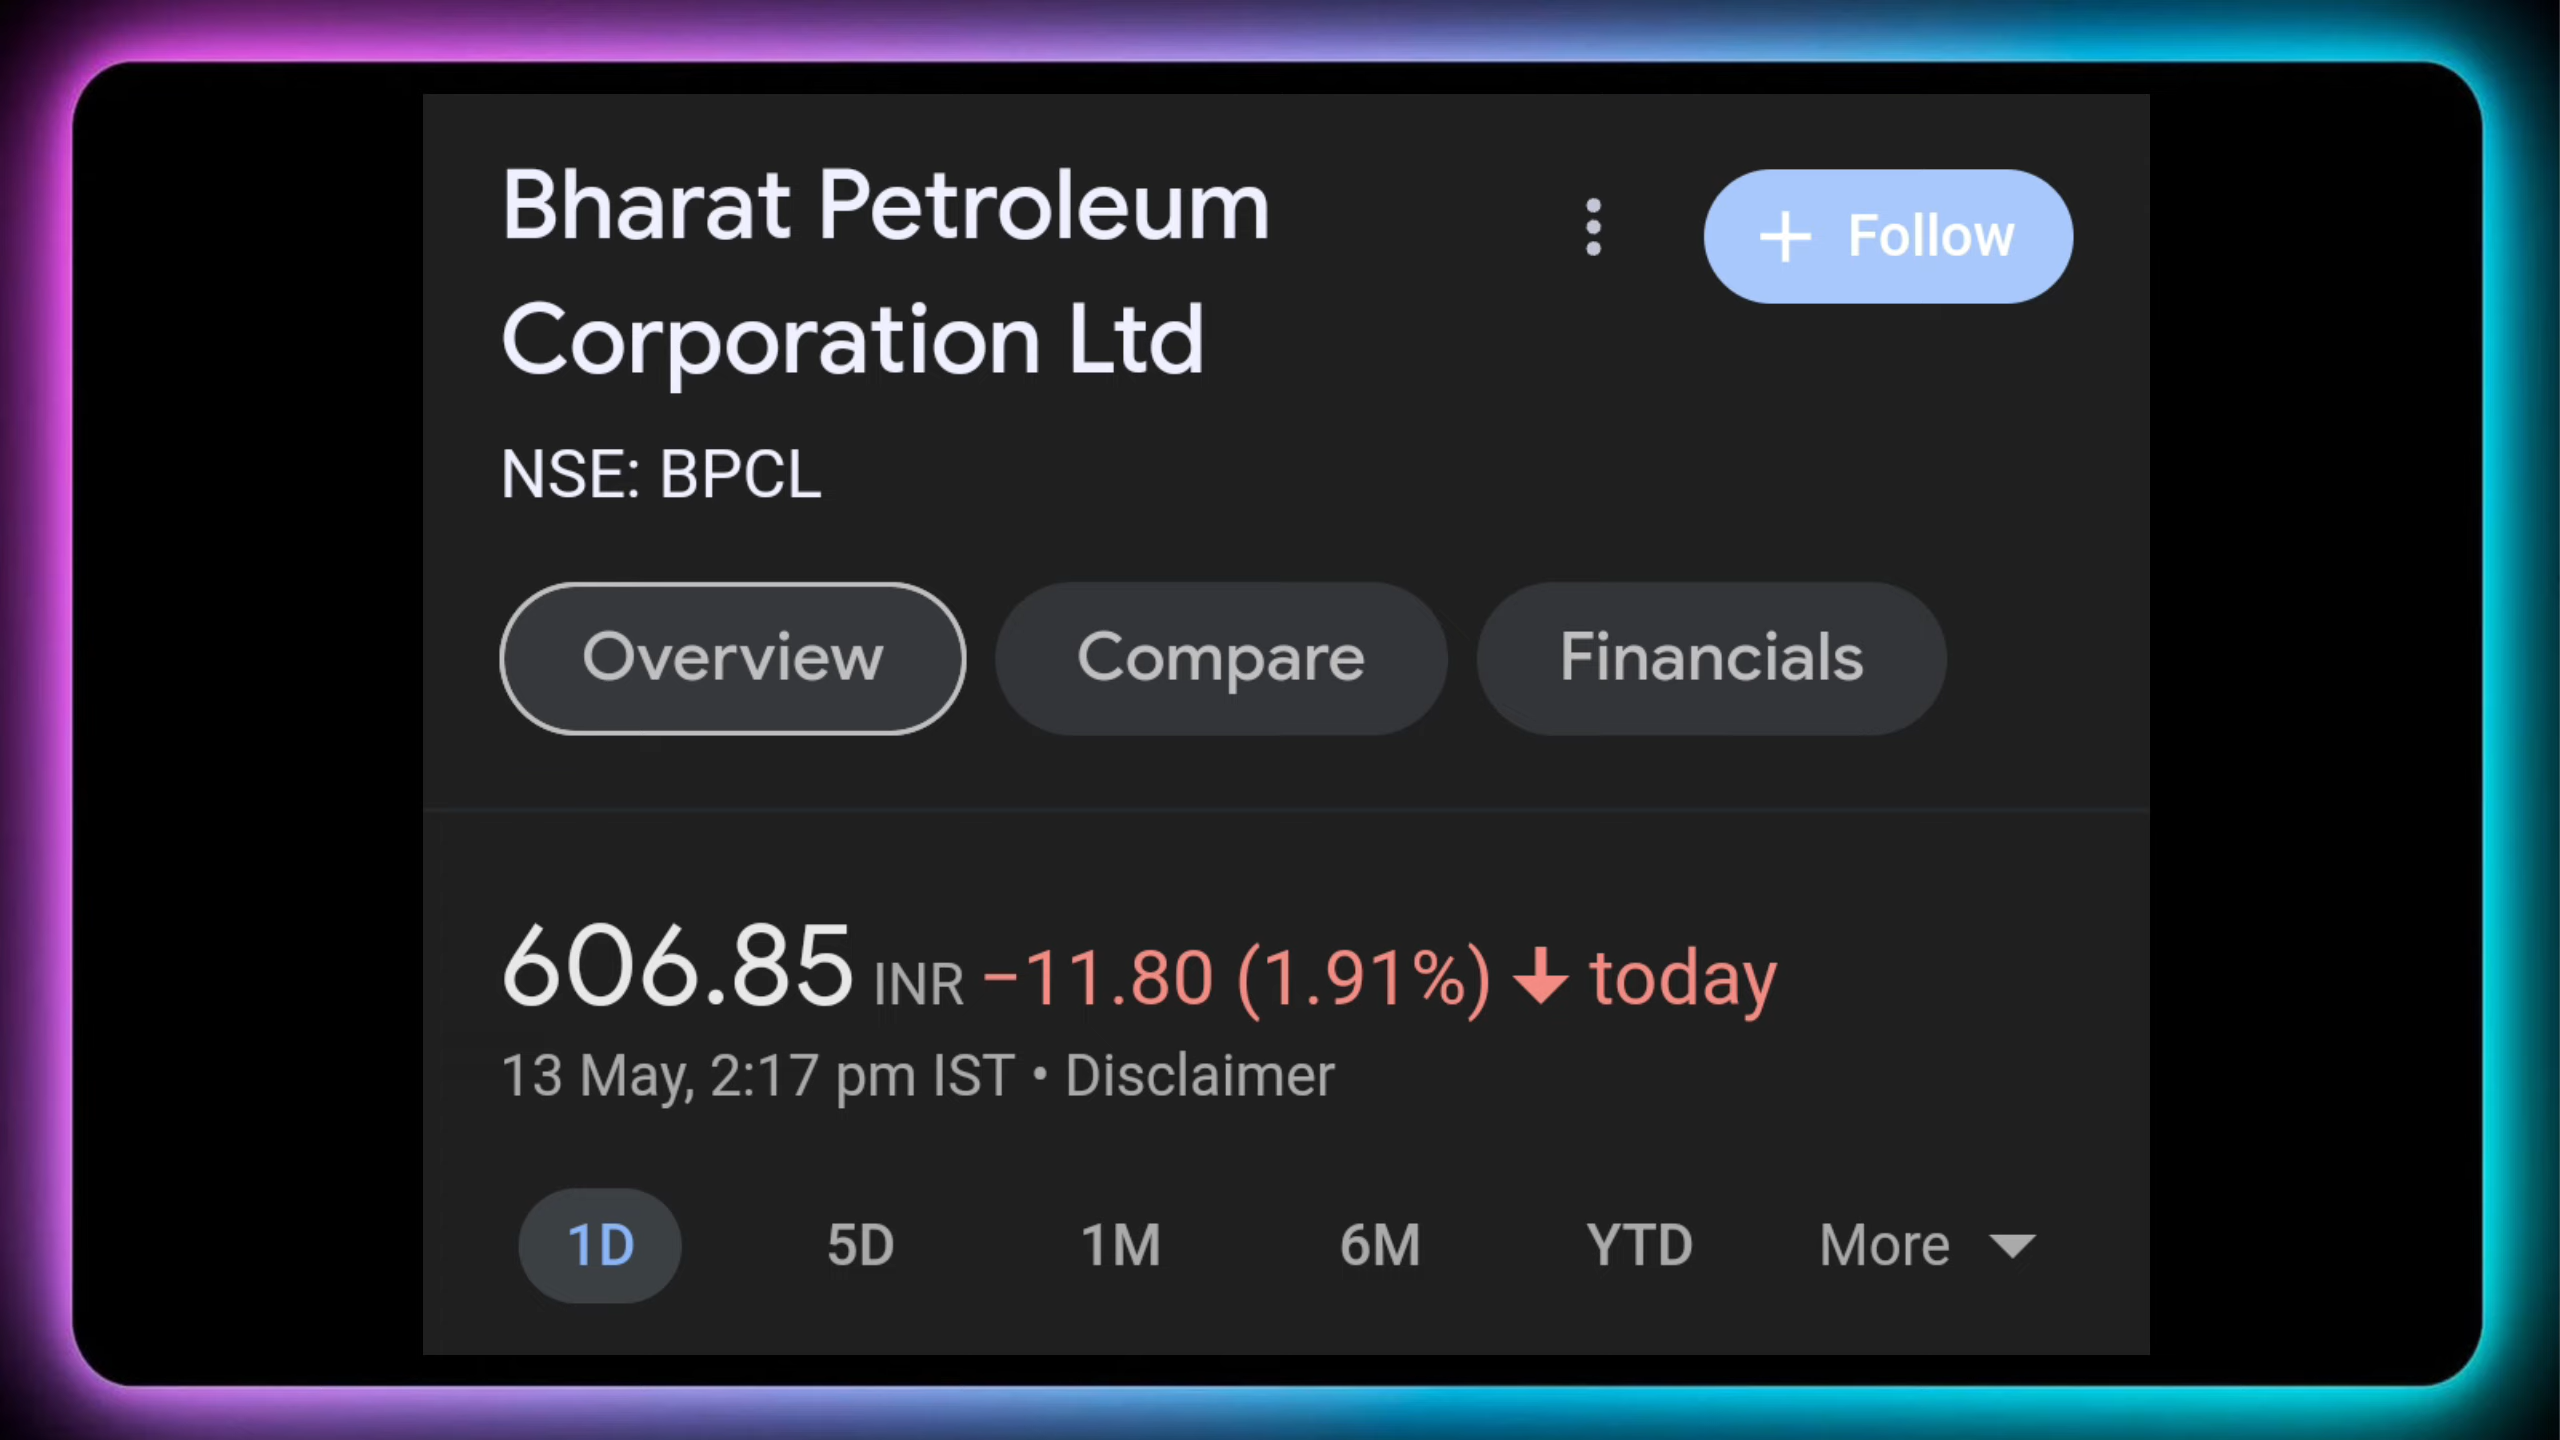 Bharat Petroleum
Corporation Ltd
+ Follow
NSE: BPCL
Overview Compare Financials
606.85 INR −11.80 (1.91%) ↓ today
13 May, 2:17 pm IST • Disclaimer
1D 5D 1M 6M YTD More